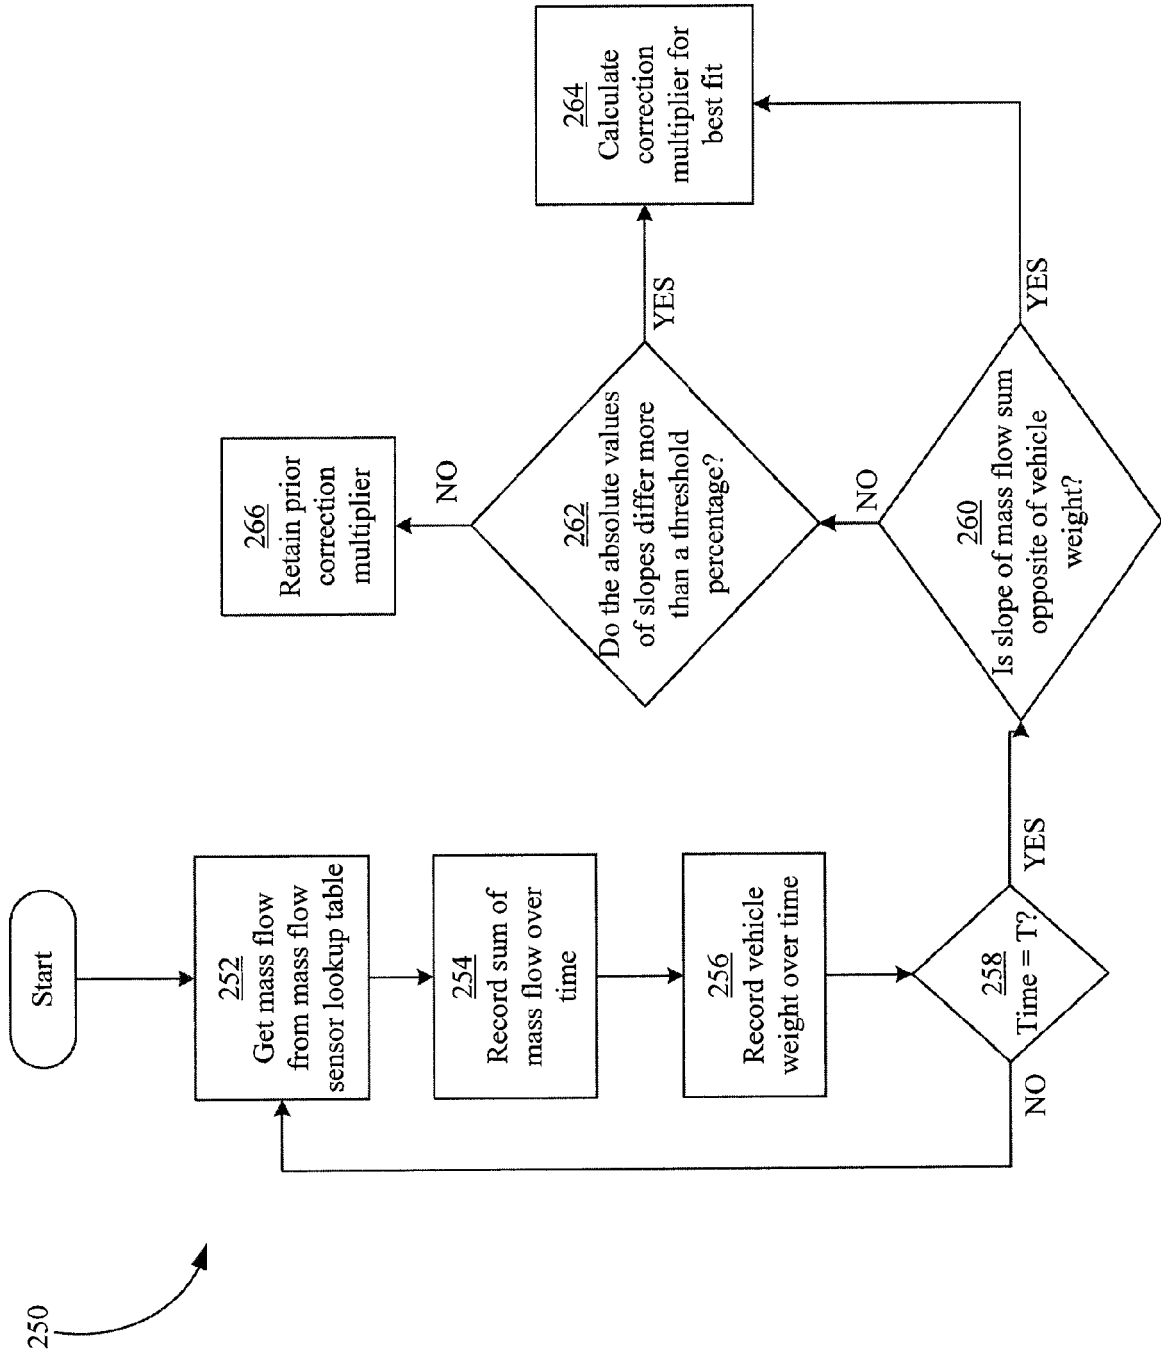 250
Start
252
Get mass flow
from mass flow
sensor lookup table
254
Record sum of
mass flow over
time
256
Record vehicle
weight over time
258
Time = T?
NO
YES
260
Is slope of mass flow sum
opposite of vehicle
weight?
NO
YES
262
Do the absolute values
of slopes differ more
than a threshold
percentage?
NO
YES
264
Calculate
correction
multiplier for
best fit
266
Retain prior
correction
multiplier